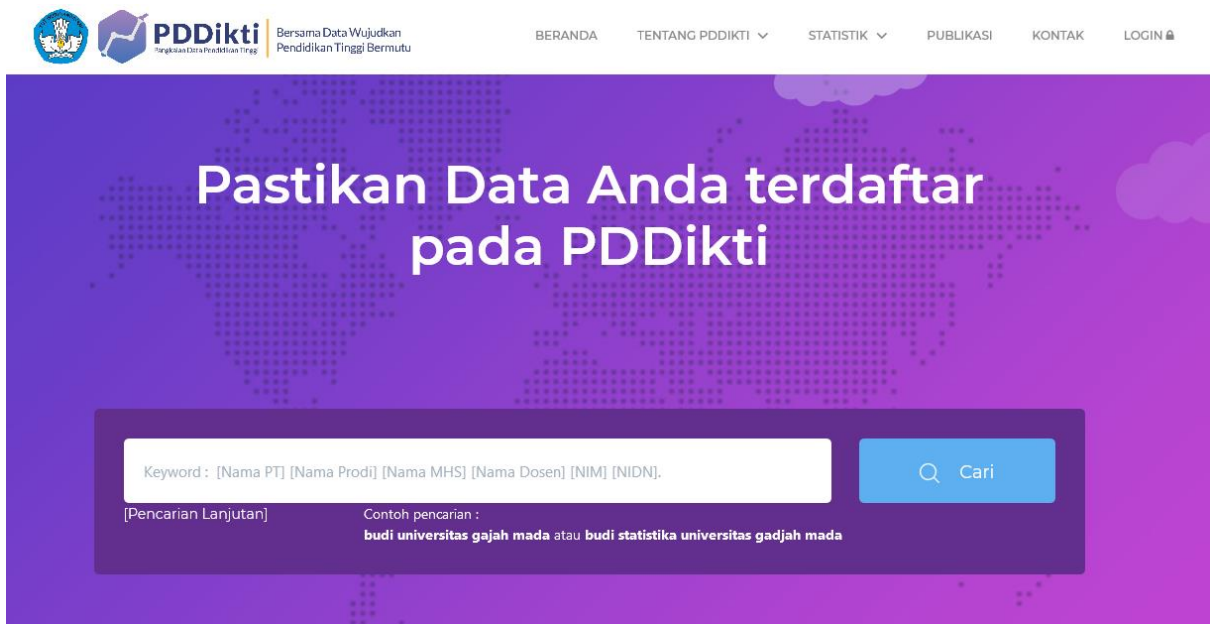 PDDikti
Pangkalan Data Pendidikan Tinggi
Bersama Data Wujudkan
Pendidikan Tinggi Bermutu
BERANDA
TENTANG PDDIKTI
STATISTIK
PUBLIKASI
KONTAK
LOGIN
Pastikan Data Anda terdaftar
pada PDDikti
Keyword : [Nama PT] [Nama Prodi] [Nama MHS] [Nama Dosen] [NIM] [NIDN].
Cari
[Pencarian Lanjutan]
Contoh pencarian :
budi universitas gajah mada atau budi statistika universitas gadjah mada